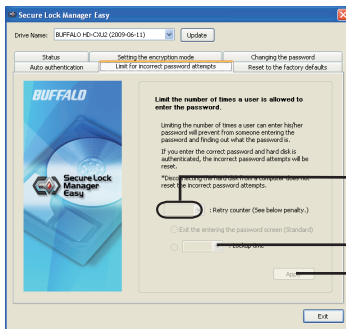 Secure Lock Manager Easy
Drive Name: BUFFALO HD-CXU2 (2009-06-11) Update
Status Setting the encryption mode Changing the password
Auto authentication Limit for incorrect password attempts Reset to the factory defaults
BUFFALO
Secure Lock
Manager
Easy
Limit the number of times a user is allowed to
enter the password.
Limiting the number of times a user can enter his/her
password will prevent from someone entering the
password and finding out what the password is.
If you enter the correct password and hard disk is
authenticated, the incorrect password attempts will be
reset.
*Disconnecting the hard disk from a computer does not
reset the incorrect password attempts.
: Retry counter (See below penalty.)
Exit the entering the password screen (Standard)
: Lockup time
Apply
Exit